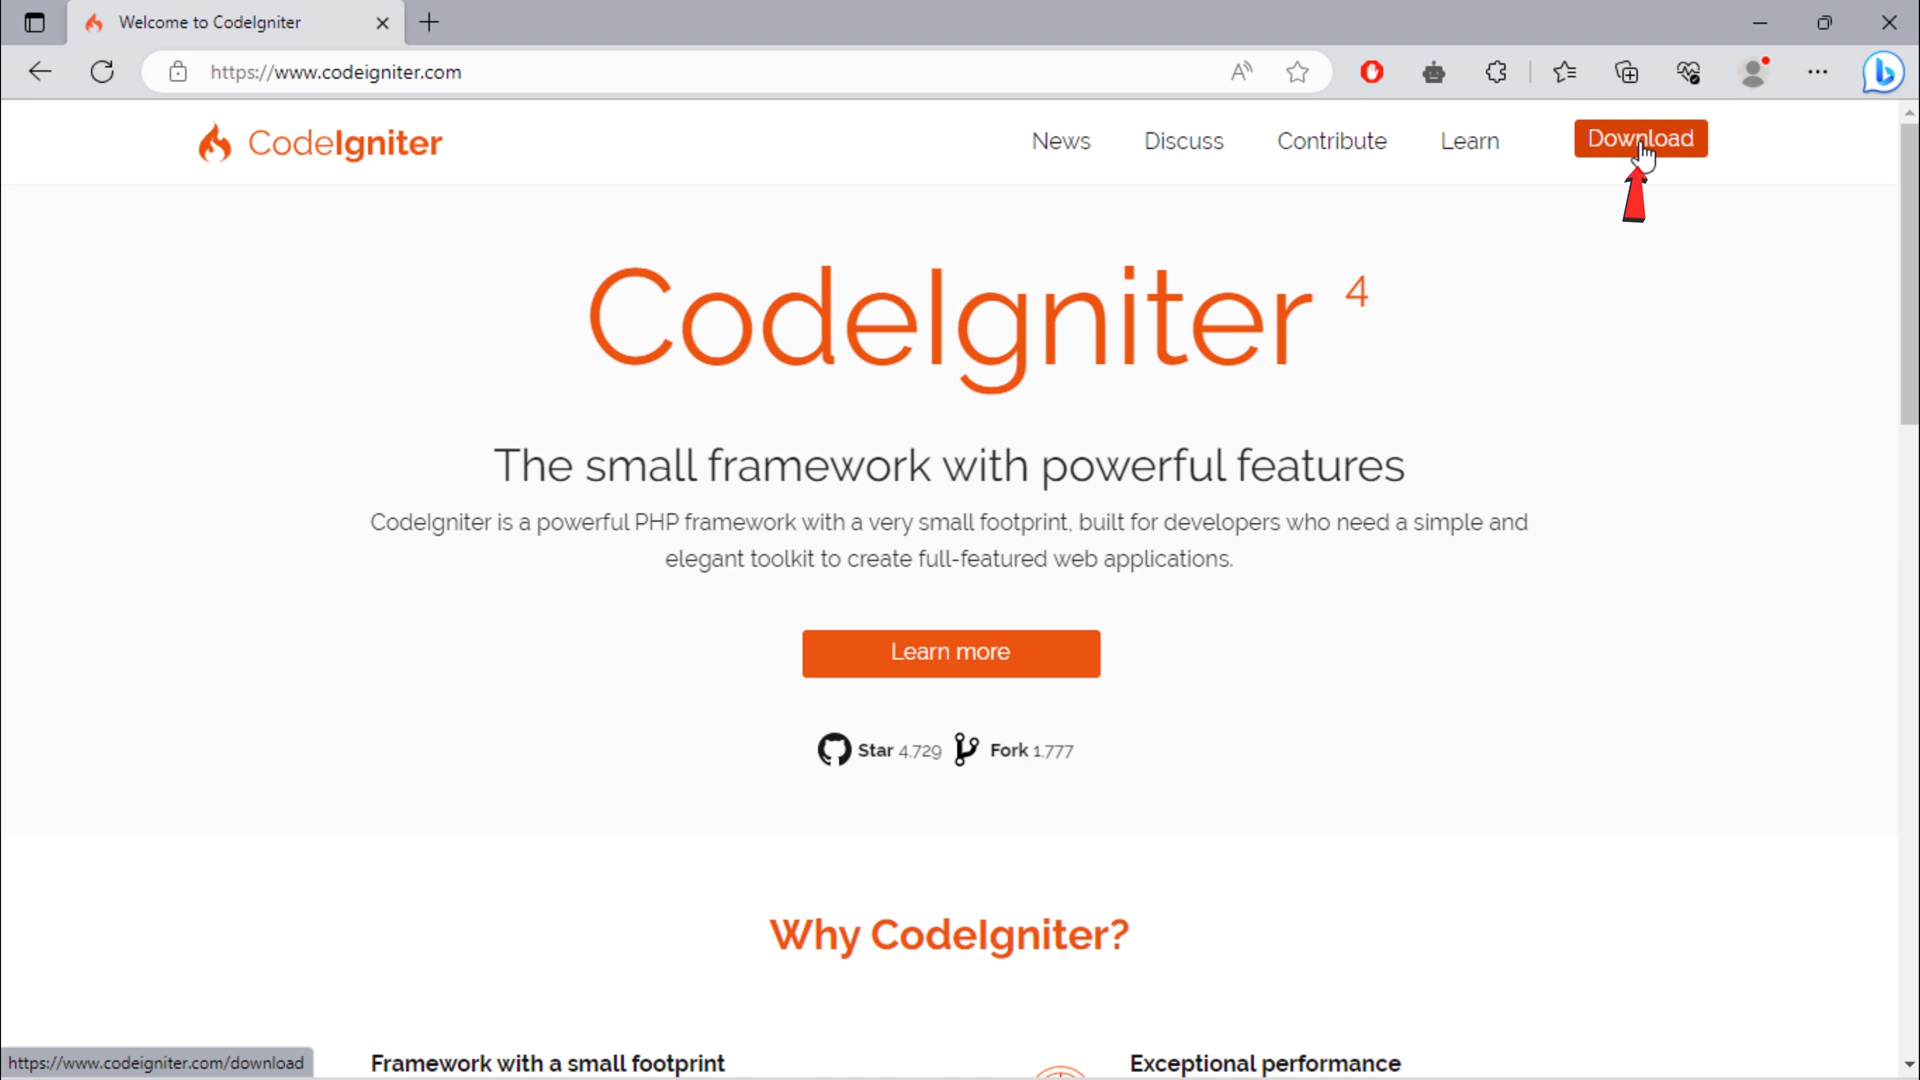 Welcome to CodeIgniter
https://www.codeigniter.com
CodeIgniter
News
Discuss
Contribute
Learn
Download
CodeIgniter 4
The small framework with powerful features
CodeIgniter is a powerful PHP framework with a very small footprint, built for developers who need a simple and
elegant toolkit to create full-featured web applications.
Learn more
Star 4,729
Fork 1,777
Why CodeIgniter?
Framework with a small footprint
Exceptional performance
https://www.codeigniter.com/download